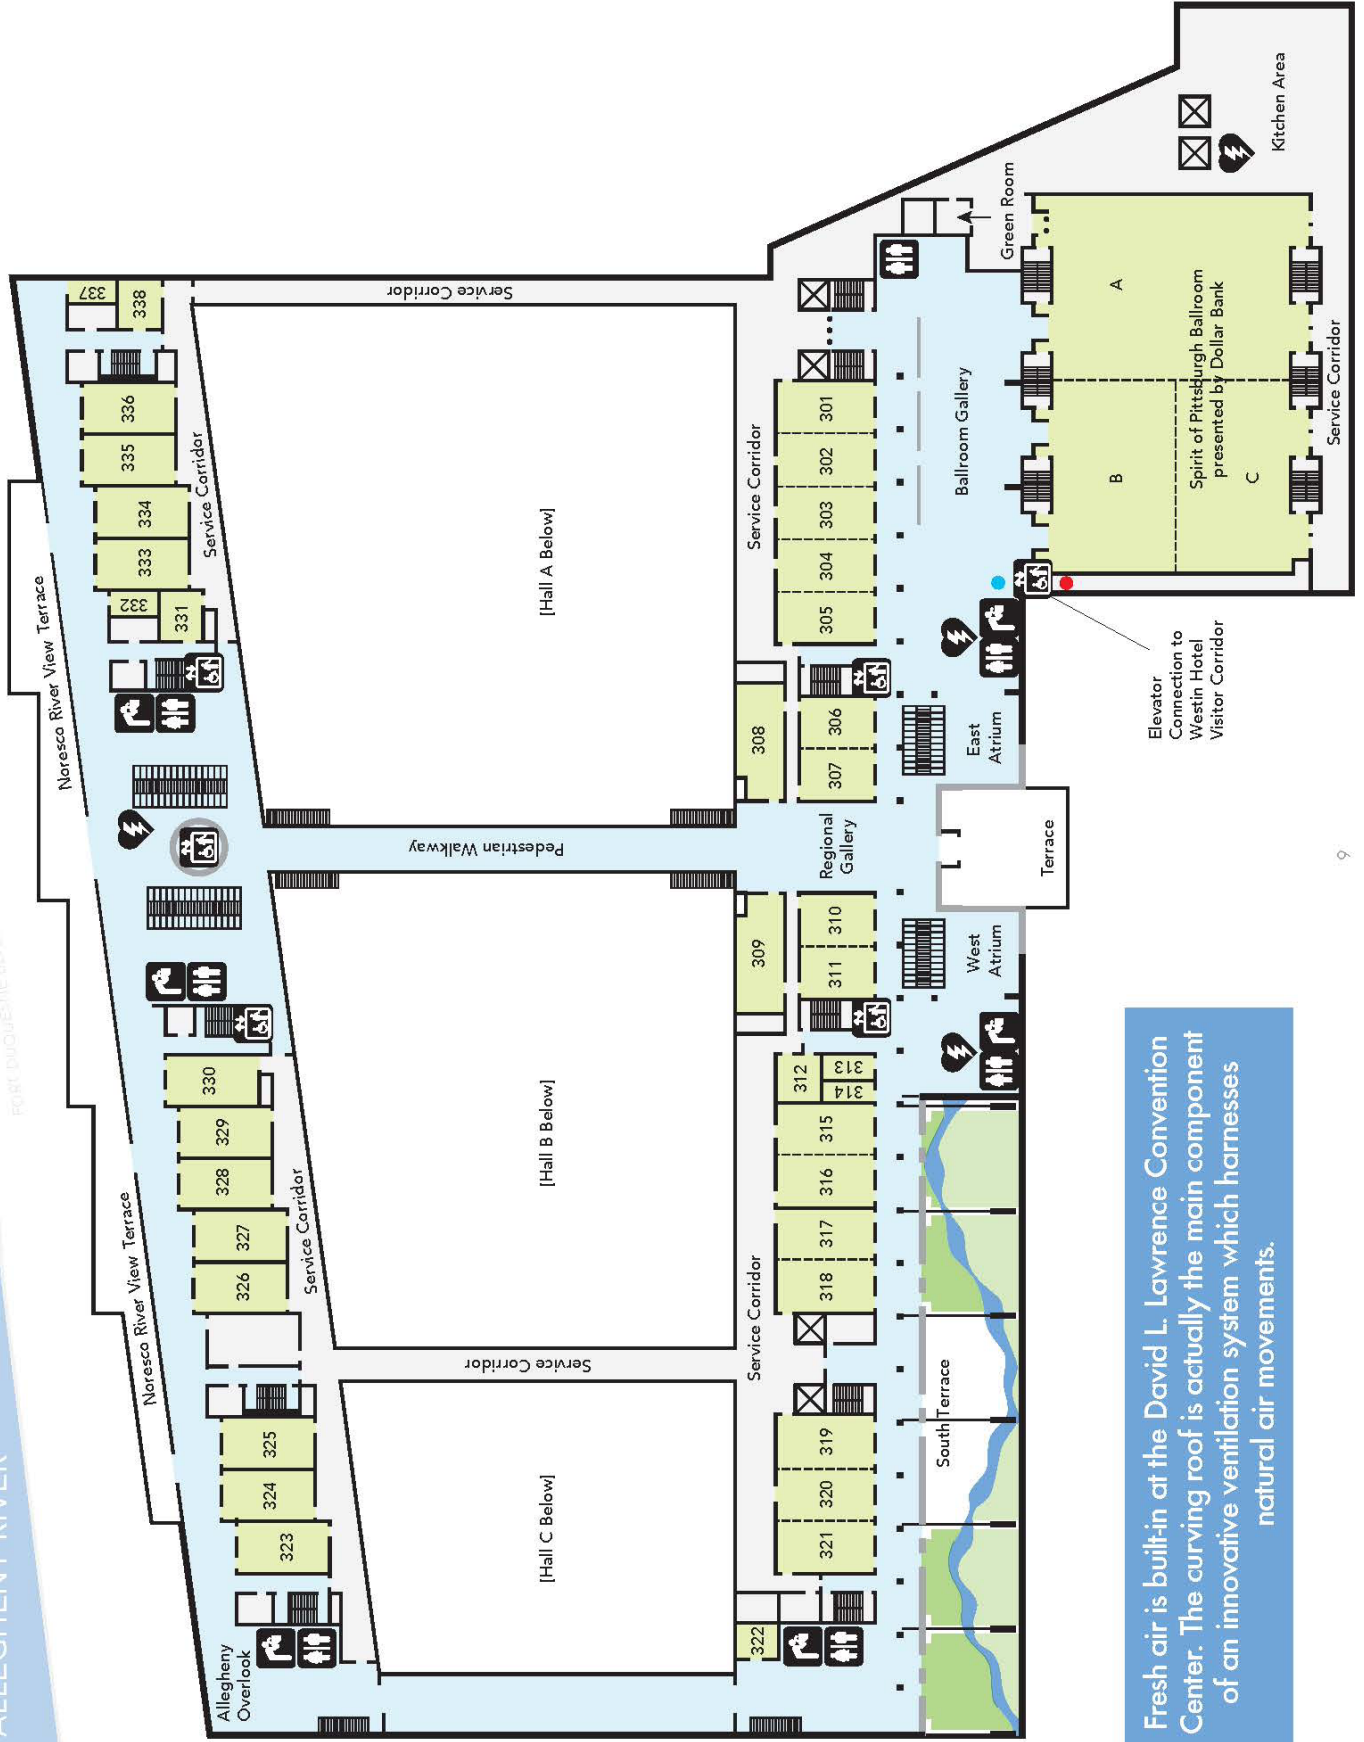 ALLEGHENY RIVER
Noresco River View Terrace
Noresco River View Terrace
Allegheny
Overlook
323
324
325
326
327
328
329
330
331
332
333
334
335
336
337
338
Service Corridor
Service Corridor
Service Corridor
Pedestrian Walkway
Service Corridor
[Hall C Below]
[Hall B Below]
[Hall A Below]
322
309
308
Service Corridor
Service Corridor
321
320
319
318
317
316
315
314
313
312
311
310
Regional
Gallery
307
306
305
304
303
302
301
South Terrace
West
Atrium
East
Atrium
Ballroom Gallery
Green Room
Terrace
B
A
C
Spirit of Pittsburgh Ballroom
presented by Dollar Bank
Kitchen Area
Service Corridor
Elevator
Connection to
Westin Hotel
Visitor Corridor
Fresh air is built-in at the David L. Lawrence Convention
Center. The curving roof is actually the main component
of an innovative ventilation system which harnesses
natural air movements.
9